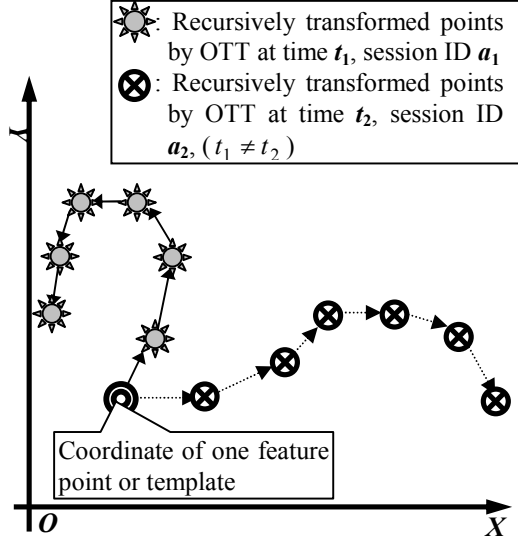 : Recursively transformed points
by OTT at time t₁, session ID a₁
: Recursively transformed points
by OTT at time t₂, session ID
a₂, ( t₁ ≠ t₂ )
Y
Coordinate of one feature
point or template
O
X